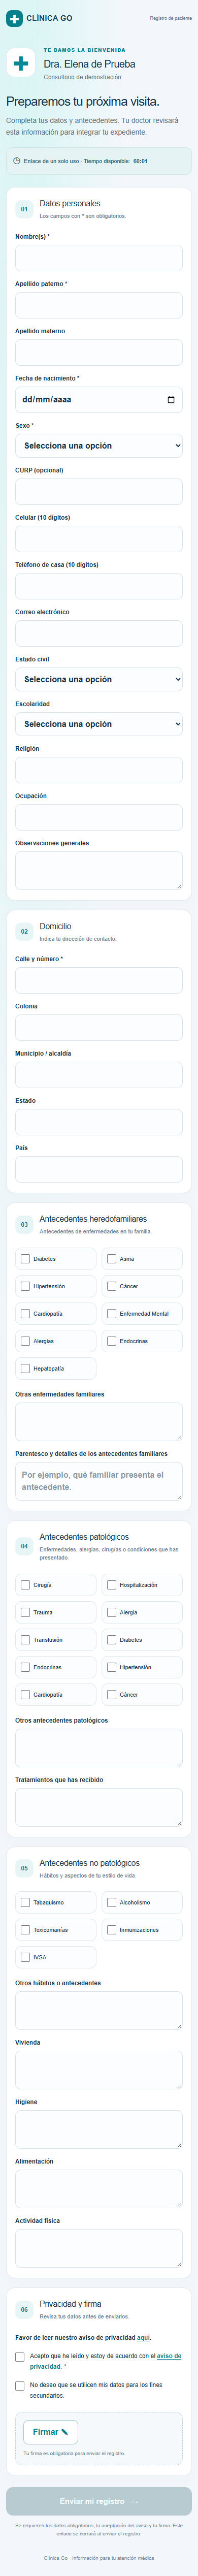 CLÍNICA GO
Registro de paciente
TE DAMOS LA BIENVENIDA
Dra. Elena de Prueba
Consultorio de demostración
Preparemos tu próxima visita.
Completa tus datos y antecedentes. Tu doctor revisará
esta información para integrar tu expediente.
Enlace de un solo uso · Tiempo disponible: 60:01
01
Datos personales
Los campos con * son obligatorios.
Nombre(s) *
Apellido paterno *
Apellido materno
Fecha de nacimiento *
dd/mm/aaaa
Sexo *
Selecciona una opción
CURP (opcional)
Celular (10 dígitos)
Teléfono de casa (10 dígitos)
Correo electrónico
Estado civil
Selecciona una opción
Escolaridad
Selecciona una opción
Religión
Ocupación
Observaciones generales
02
Domicilio
Indica tu dirección de contacto.
Calle y número *
Colonia
Municipio / alcaldía
Estado
País
03
Antecedentes heredofamiliares
Antecedentes de enfermedades en tu familia.
Diabetes
Asma
Hipertensión
Cáncer
Cardiopatía
Enfermedad Mental
Alergias
Endocrinas
Hepatopatía
Otras enfermedades familiares
Parentesco y detalles de los antecedentes familiares
Por ejemplo, qué familiar presenta el
antecedente.
04
Antecedentes patológicos
Enfermedades, alergias, cirugías o condiciones que has
presentado.
Cirugía
Hospitalización
Trauma
Alergia
Transfusión
Diabetes
Endocrinas
Hipertensión
Cardiopatía
Cáncer
Otros antecedentes patológicos
Tratamientos que has recibido
05
Antecedentes no patológicos
Hábitos y aspectos de tu estilo de vida.
Tabaquismo
Alcoholismo
Toxicomanías
Inmunizaciones
IVSA
Otros hábitos o antecedentes
Vivienda
Higiene
Alimentación
Actividad física
06
Privacidad y firma
Revisa tus datos antes de enviarlos.
Favor de leer nuestro aviso de privacidad aquí.
Acepto que he leído y estoy de acuerdo con el aviso de
privacidad. *
No deseo que se utilicen mis datos para los fines
secundarios.
Firmar ✎
Tu firma es obligatoria para enviar el registro.
Enviar mi registro →
Se requieren los datos obligatorios, la aceptación del aviso y tu firma. Este
enlace se cerrará al enviar el registro.
Clínica Go · Información para tu atención médica